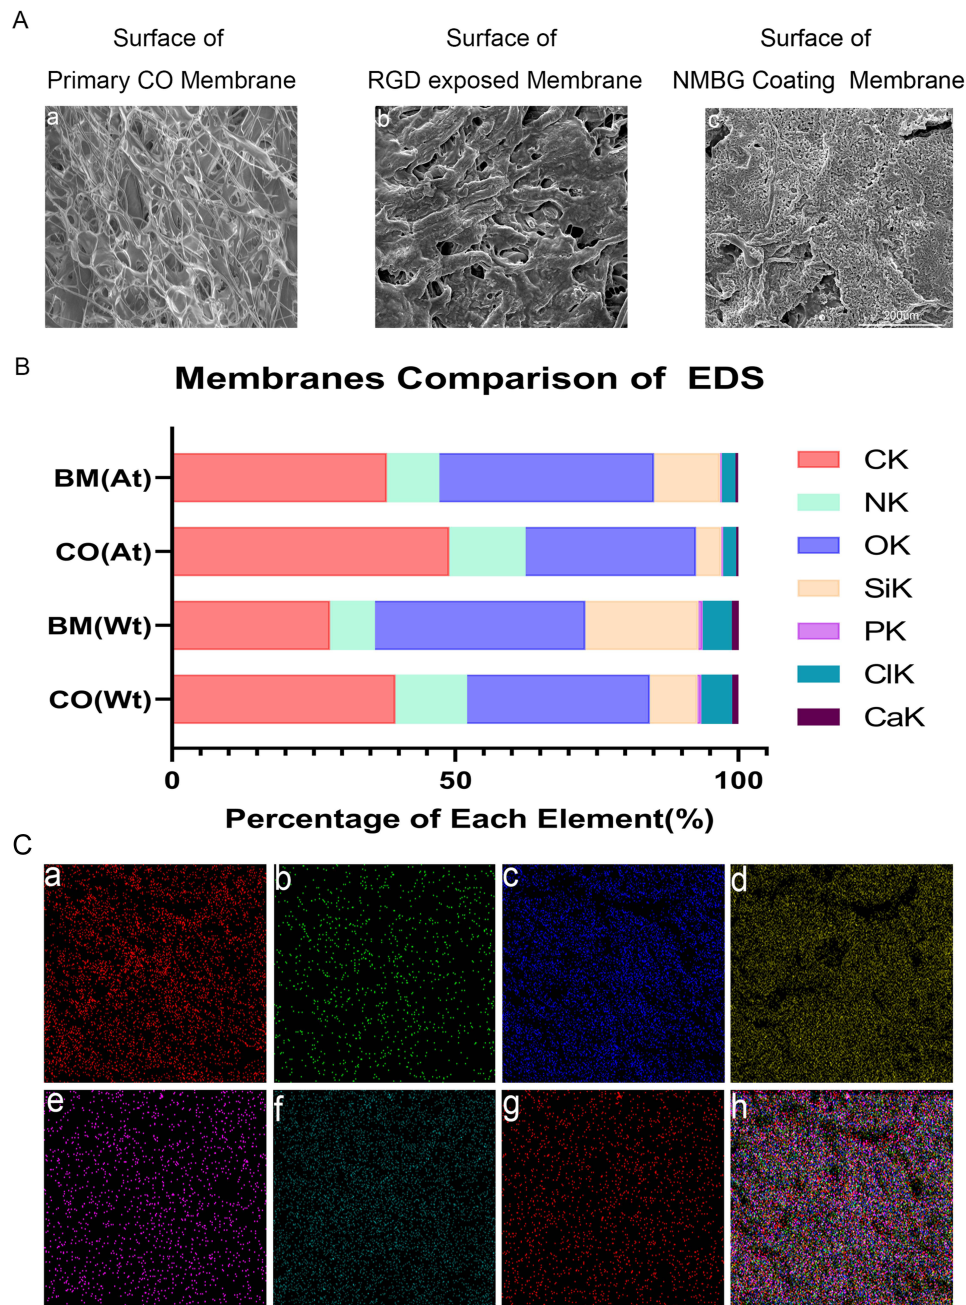 A
Surface of
Primary CO Membrane
Surface of
RGD exposed Membrane
Surface of
NMBG Coating Membrane
a
b
c
200um
B
Membranes Comparison of EDS
BM(At)
CO(At)
BM(Wt)
CO(Wt)
0
50
100
Percentage of Each Element(%)
CK
NK
OK
SiK
PK
ClK
CaK
C
a
b
c
d
e
f
g
h